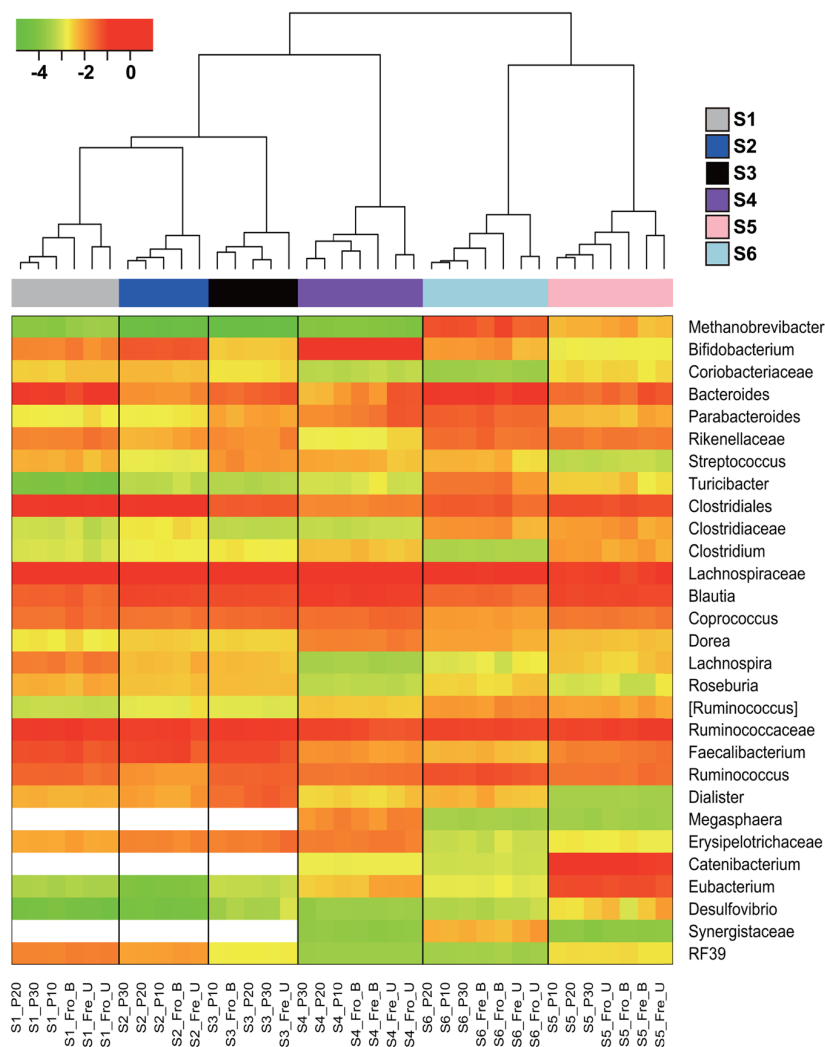 -4 -2 0
S1
S2
S3
S4
S5
S6
Methanobrevibacter
Bifidobacterium
Coriobacteriaceae
Bacteroides
Parabacteroides
Rikenellaceae
Streptococcus
Turicibacter
Clostridiales
Clostridiaceae
Clostridium
Lachnospiraceae
Blautia
Coprococcus
Dorea
Lachnospira
Roseburia
[Ruminococcus]
Ruminococcaceae
Faecalibacterium
Ruminococcus
Dialister
Megasphaera
Erysipelotrichaceae
Catenibacterium
Eubacterium
Desulfovibrio
Synergistaceae
RF39
S1_P20
S1_P30
S1_P10
S1_Fro_B
S1_Fre_U
S1_Fro_U
S2_P30
S2_P20
S2_P10
S2_Fro_B
S2_Fre_U
S3_P10
S3_Fro_B
S3_P20
S3_P30
S3_Fre_U
S4_P30
S4_P20
S4_P10
S4_Fro_B
S4_Fre_B
S4_Fre_U
S4_Fro_U
S6_P20
S6_P10
S6_P30
S6_Fre_B
S6_Fro_B
S6_Fre_U
S6_Fro_U
S5_P10
S5_P20
S5_P30
S5_Fro_U
S5_Fro_B
S5_Fre_B
S5_Fre_U